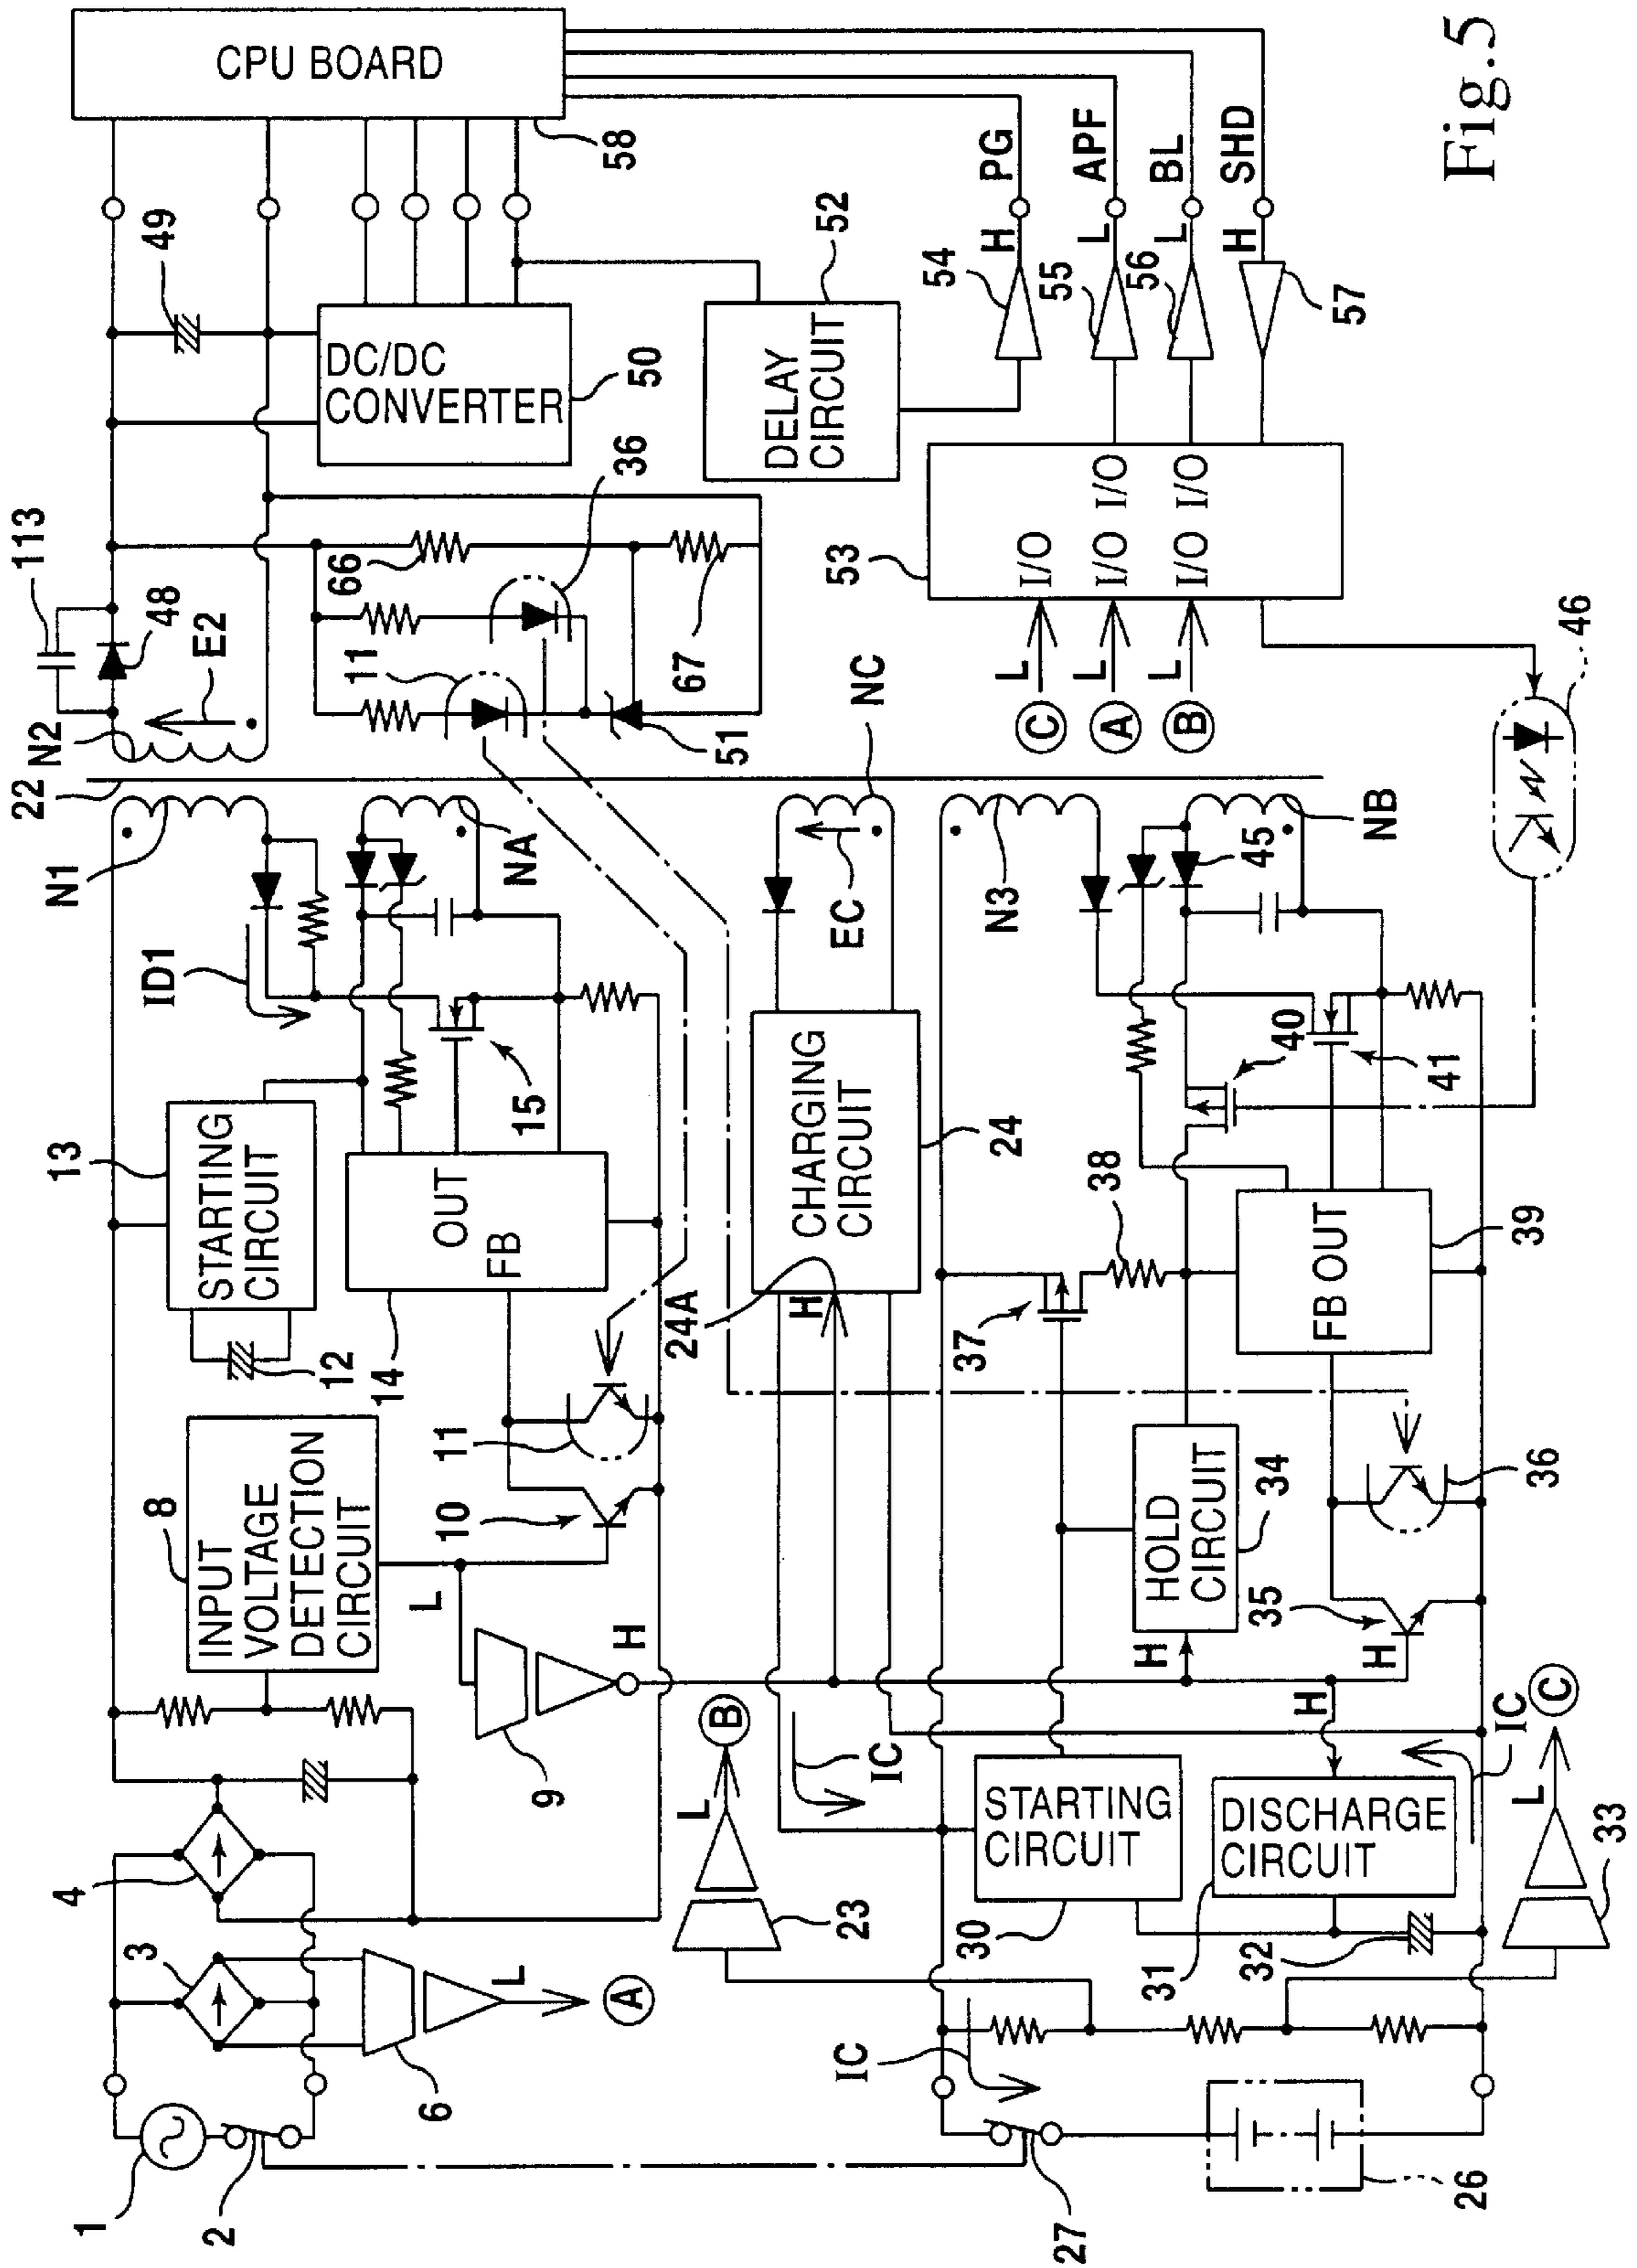 CPU BOARD
58
49
DC/DC
CONVERTER
50
DELAY
CIRCUIT
52
54
55
56
57
H
L
L
H
PG
APF
BL
SHD
Fig.5
113
48
E2
N2
22
66
36
11
67
51
53
I/O
I/O I/O
I/O I/O
L
L
L
C
A
B
46
N1
ID1
NA
NC
EC
N3
NB
45
40
41
13
STARTING
CIRCUIT
12
14
OUT
FB
15
CHARGING
CIRCUIT
24
24A
H
37
38
39
FB OUT
8
INPUT
VOLTAGE
DETECTION
CIRCUIT
10
11
L
9
H
HOLD
CIRCUIT
34
H
35
H
36
4
3
6
L
A
B
L
23
IC
STARTING
CIRCUIT
30
DISCHARGE
CIRCUIT
31
H
32
IC
C
L
33
1
2
IC
27
26